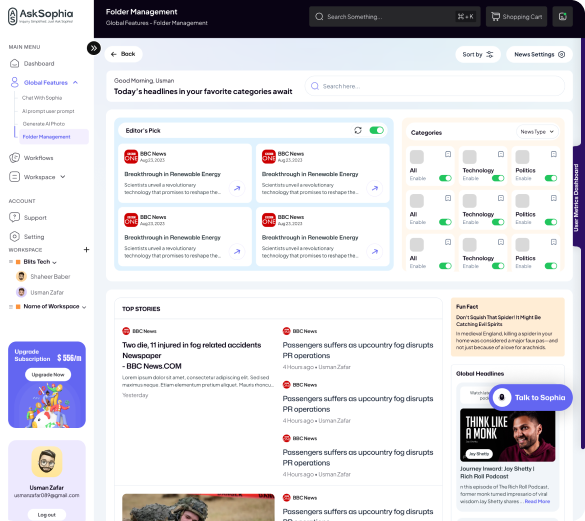 AskSophia
MAIN MENU
Dashboard
Global Features
Chat With Sophia
AI prompt user prompt
Generate AI Photo
Folder Management
Workflows
Workspace
ACCOUNT
Support
Setting
WORKSPACE +
Blits Tech
Shaheer Baber
Usman Zafar
Name of Workspace
Upgrade
Subscription $ 556/m
Upgrade Now
Usman Zafar
usmanzafar089@gmail.com
Log out
Folder Management
Global Features - Folder Management
Search Something...
⌘+K
Shopping Cart
Back
Sort by
News Settings
Good Morning, Usman
Today's headlines in your favorite categories await
Search here...
Editor's Pick
BBC News
Aug 23, 2023
Breakthrough in Renewable Energy
Scientists unveil a revolutionary
technology that promises to reshape the...
BBC News
Aug 23, 2023
Breakthrough in Renewable Energy
Scientists unveil a revolutionary
technology that promises to reshape the...
BBC News
Aug 23, 2023
Breakthrough in Renewable Energy
Scientists unveil a revolutionary
technology that promises to reshape the...
BBC News
Aug 23, 2023
Breakthrough in Renewable Energy
Scientists unveil a revolutionary
technology that promises to reshape the...
Categories
News Type
All
Enable
Technology
Enable
Politics
Enable
All
Enable
Technology
Enable
Politics
Enable
All
Enable
Technology
Enable
Politics
Enable
User Metrics Dashboard
TOP STORIES
BBC News
Two die, 11 injured in fog related accidents
Newspaper
- BBC News.COM
Lorem ipsum dolor sit amet, consectetur adipiscing elit. Sed sed
maximus neque. Etiam elementum pretium aliquet. Mauris rhoncu...
Yesterday
BBC News
Passengers suffers as upcountry fog disrupts
PR operations
4 Hours ago • Usman Zafar
BBC News
Passengers suffers as upcountry fog disrupts
PR operations
4 Hours ago • Usman Zafar
BBC News
Passengers suffers as upcountry fog disrupts
PR operations
4 Hours ago • Usman Zafar
BBC News
Passengers suffers as upcountry fog disrupts
Fun Fact
Don't Squash That Spider! It Might Be
Catching Evil Spirits
In medieval England, killing a spider in your
home was considered a major faux pas—and
not just because of a love for arachnids.
Global Headlines
Talk to Sophia
THINK LIKE
A MONK
Jay Shetty
Journey Inward: Jay Shetty |
Rich Roll Podcast
n this episode of The Rich Roll Podcast,
former monk turned impresario of viral
wisdom Jay Shetty shares ... Read More